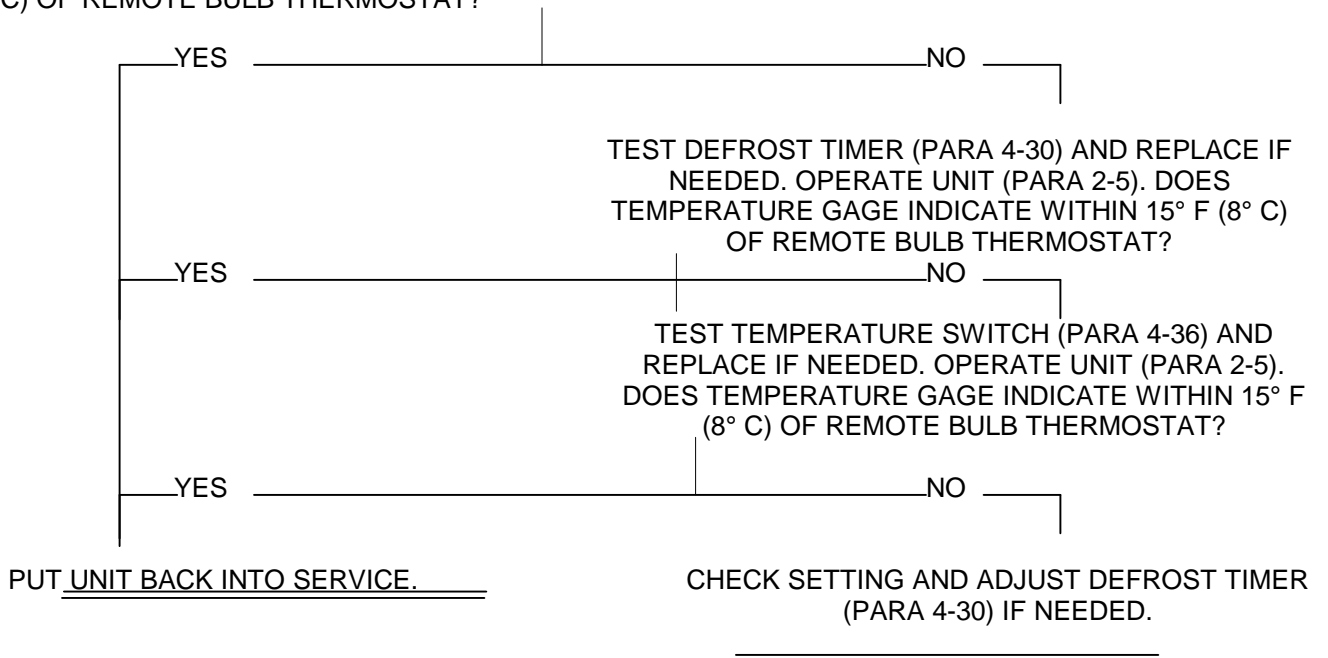 C) OF REMOTE BULB THERMOSTAT?
YES NO
TEST DEFROST TIMER (PARA 4-30) AND REPLACE IF
NEEDED. OPERATE UNIT (PARA 2-5). DOES
TEMPERATURE GAGE INDICATE WITHIN 15° F (8° C)
OF REMOTE BULB THERMOSTAT?
YES NO
TEST TEMPERATURE SWITCH (PARA 4-36) AND
REPLACE IF NEEDED. OPERATE UNIT (PARA 2-5).
DOES TEMPERATURE GAGE INDICATE WITHIN 15° F
(8° C) OF REMOTE BULB THERMOSTAT?
YES NO
PUT UNIT BACK INTO SERVICE.
CHECK SETTING AND ADJUST DEFROST TIMER
(PARA 4-30) IF NEEDED.